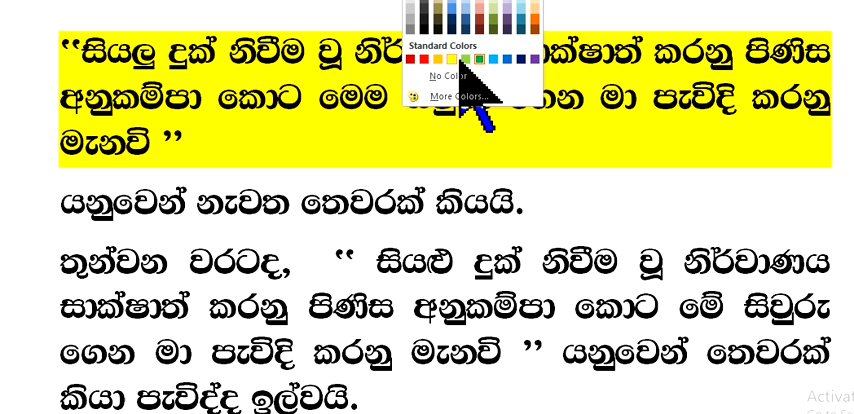 Standard Colors
No Color
More Colors...
‘‘සියලු දුක් නිවීම වූ සාක්ෂාත් කරනු පිණිස
අනුකම්පා කොට මෙම මා පැවිදි කරනු
මැනවි ’’
යනුවෙන් නැවත තෙවරක් කියයි.
තුන්වන වරටද, ‘‘ සියළු දුක් නිවීම වූ නිර්වාණය
සාක්ෂාත් කරනු පිණිස අනුකම්පා කොට මේ සිවුරු
ගෙන මා පැවිදි කරනු මැනවි ’’ යනුවෙන් තෙවරක්
කියා පැවිද්ද ඉල්වයි.